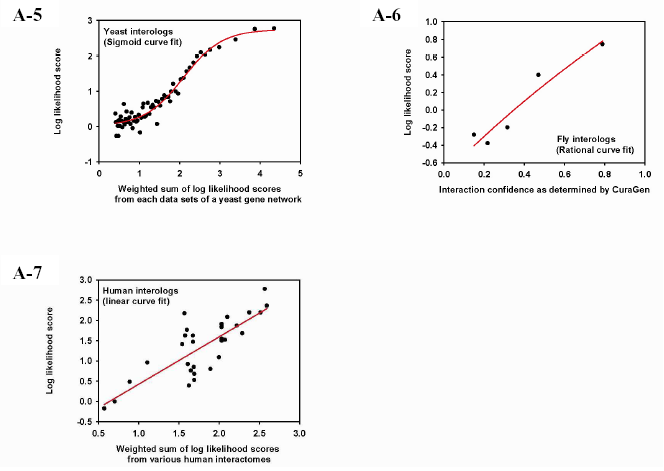 A-5
Yeast interologs
(Sigmoid curve fit)
Log likelihood score
3
2
1
0
1
0
1
2
3
4
5
Weighted sum of log likelihood scores
from each data sets of a yeast gene network
A-6
Log likelihood score
1.0
0.8
0.6
0.4
0.2
0.0
-0.2
-0.4
-0.6
Fly interologs
(Rational curve fit)
0.0
0.2
0.4
0.6
0.8
1.0
Interaction confidence as determined by CuraGen
A-7
Human interologs
(linear curve fit)
Log likelihood score
3.0
2.5
2.0
1.5
1.0
0.5
0.0
-0.5
0.5
1.0
1.5
2.0
2.5
3.0
Weighted sum of log likelihood scores
from various human interactomes